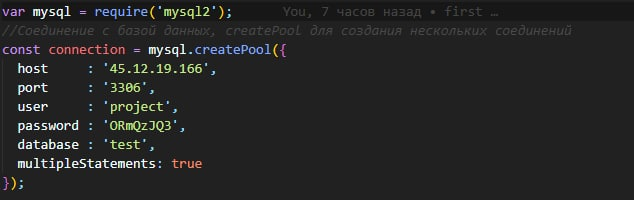 var mysql = require('mysql2'); You, 7 часов назад • first …
//Соединение с базой данных, createPool для создания нескольких соединений
const connection = mysql.createPool({
host : '45.12.19.166',
port : '3306',
user : 'project',
password : 'ORmQzJQ3',
database : 'test',
multipleStatements: true
});